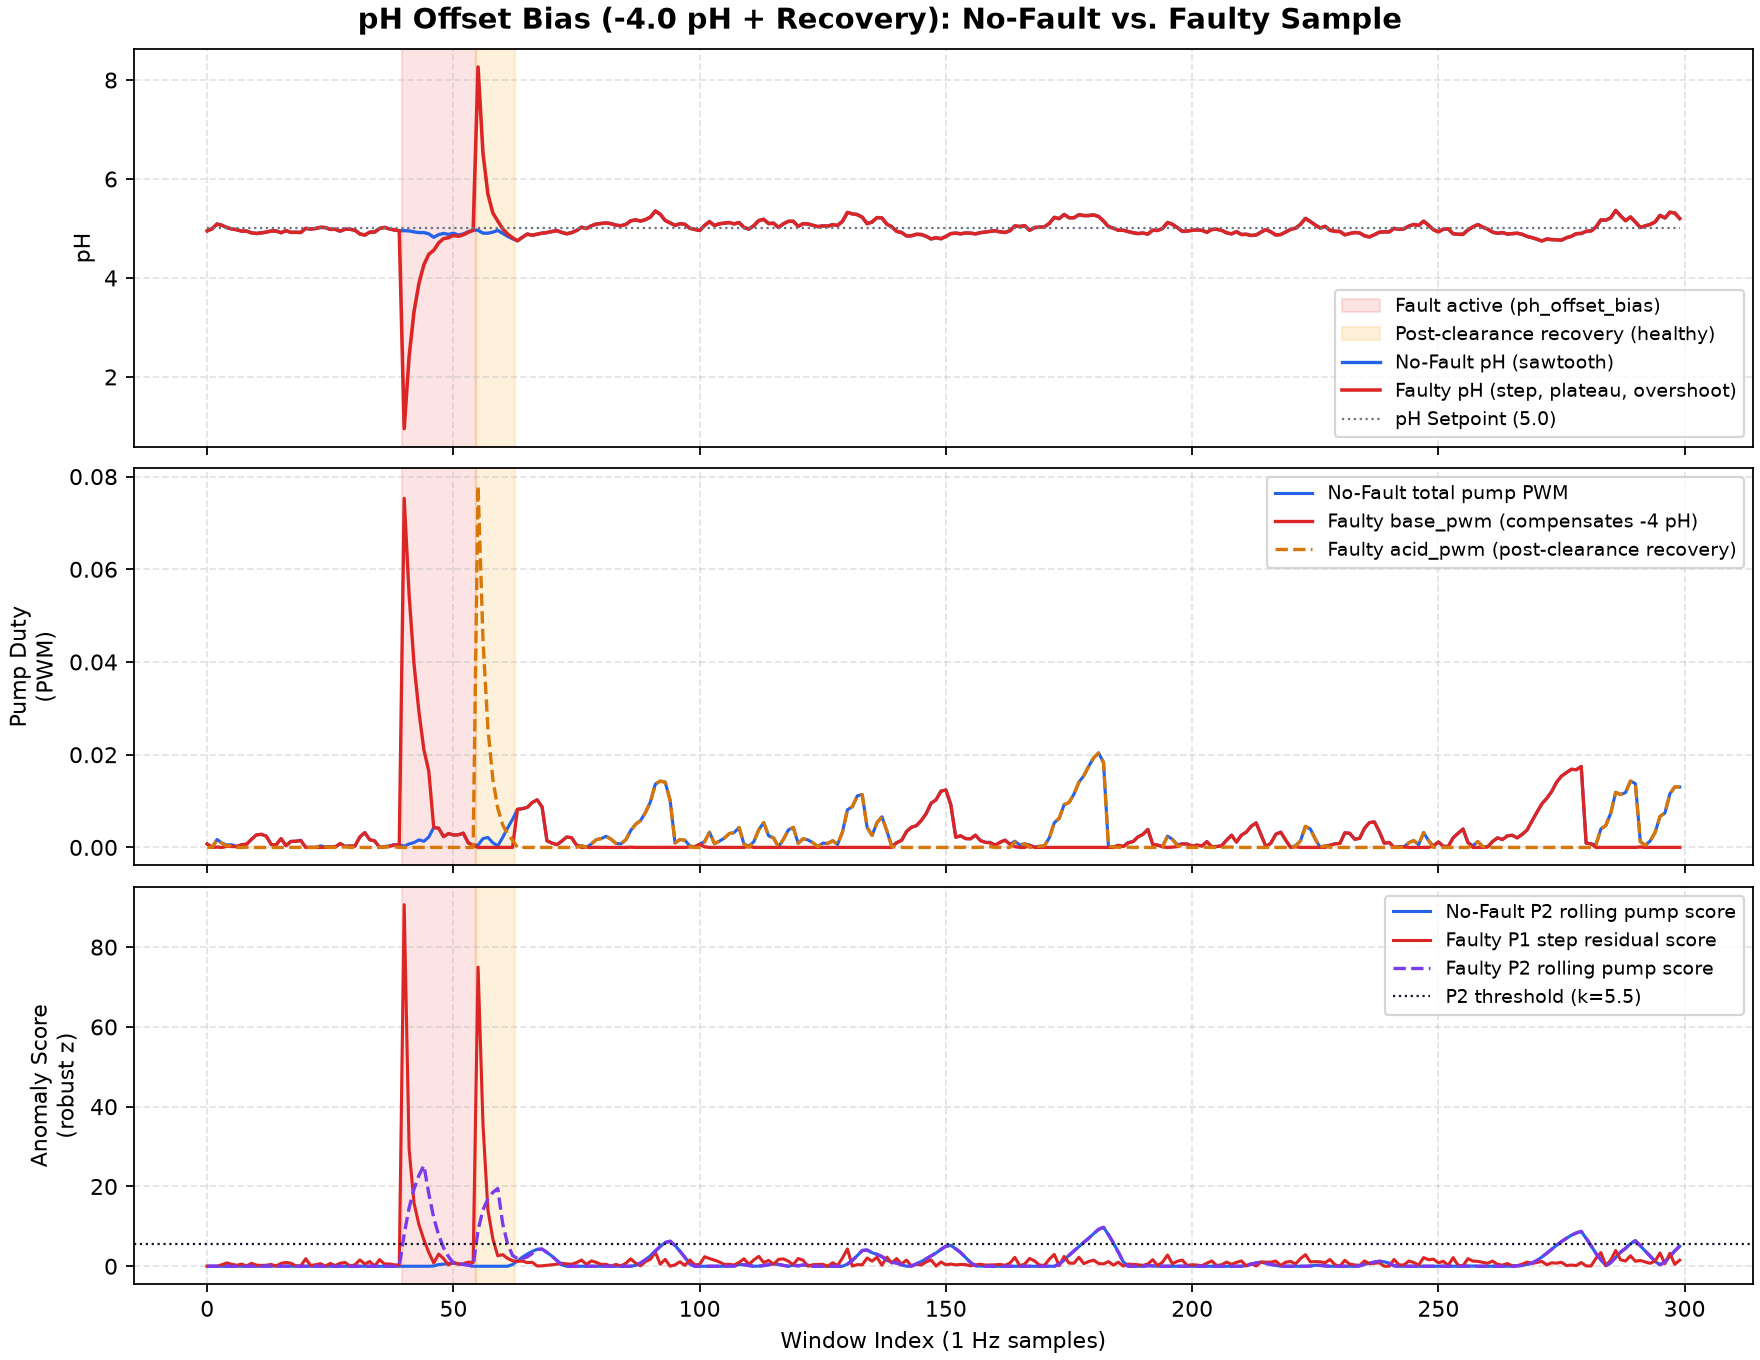 pH Offset Bias (-4.0 pH + Recovery): No-Fault vs. Faulty Sample
8
6
4
2
pH
Fault active (ph_offset_bias)
Post-clearance recovery (healthy)
No-Fault pH (sawtooth)
Faulty pH (step, plateau, overshoot)
pH Setpoint (5.0)
0.08
0.06
0.04
0.02
0.00
Pump Duty
(PWM)
No-Fault total pump PWM
Faulty base_pwm (compensates -4 pH)
Faulty acid_pwm (post-clearance recovery)
80
60
40
20
0
Anomaly Score
(robust z)
No-Fault P2 rolling pump score
Faulty P1 step residual score
Faulty P2 rolling pump score
P2 threshold (k=5.5)
0 50 100 150 200 250 300
Window Index (1 Hz samples)